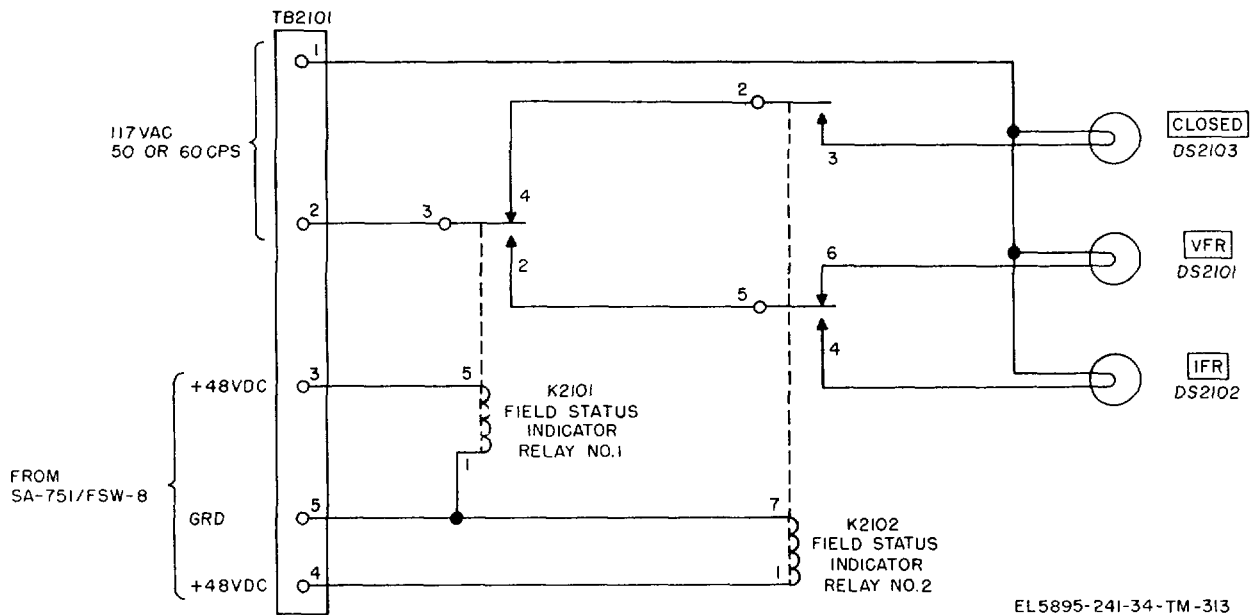 TB2101
1
117 VAC
50 OR 60 CPS
2
3
4
2
2
3
5
6
4
CLOSED
DS2103
VFR
DS2101
IFR
DS2102
+48VDC
3
5
K2101
FIELD STATUS
INDICATOR
RELAY NO.1
1
FROM
SA-751/FSW-8
GRD
5
7
K2102
FIELD STATUS
INDICATOR
RELAY NO.2
1
+48VDC
4
EL5895-241-34-TM-313